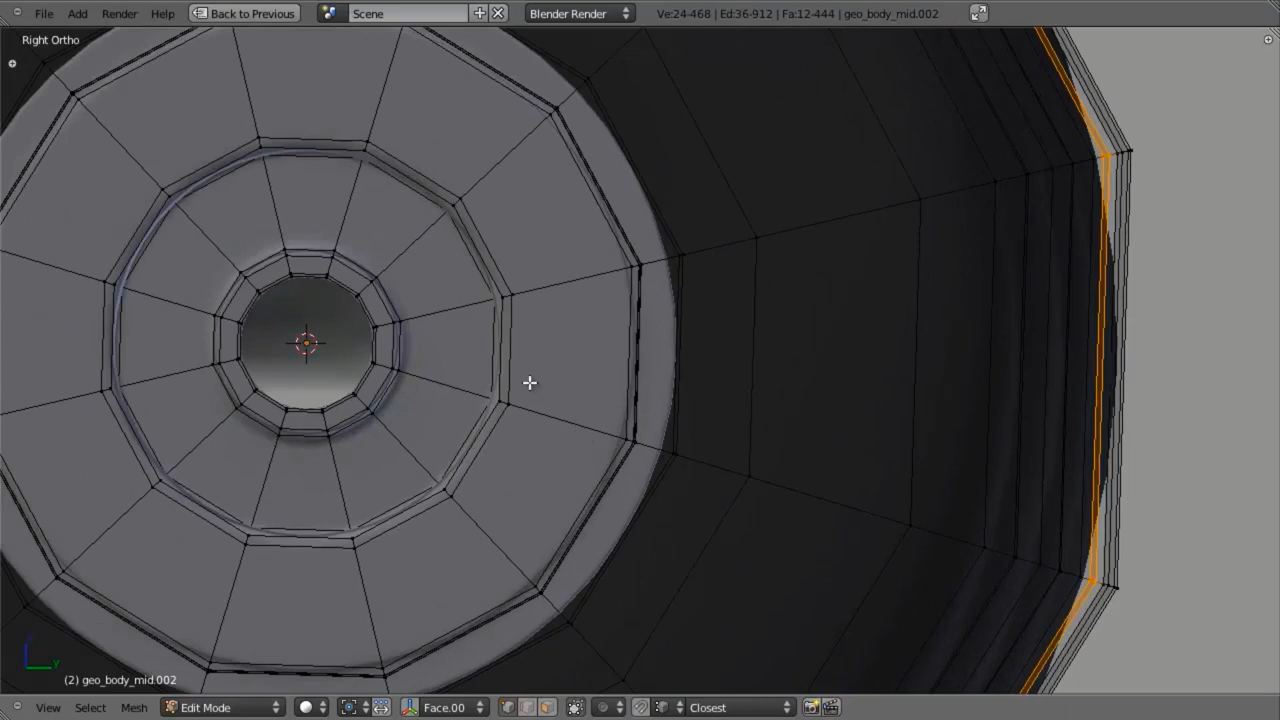 File Add Render Help Back to Previous Scene Blender Render Ve:24-468 | Ed:36-912 | Fa:12-444 | geo_body_mid.002
Right Ortho
y
(2) geo_body_mid.002
View Select Mesh Edit Mode Face.00 Closest